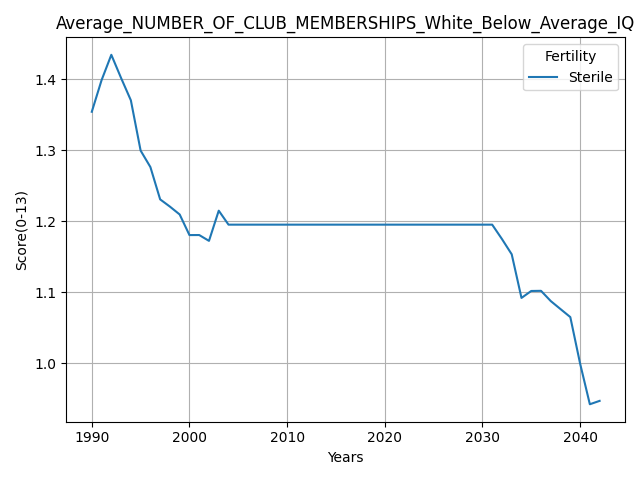 Average_NUMBER_OF_CLUB_MEMBERSHIPS_White_Below_Average_IQ
Fertility
Sterile
1.4
1.3
1.2
1.1
1.0
Score(0-13)
1990 2000 2010 2020 2030 2040
Years